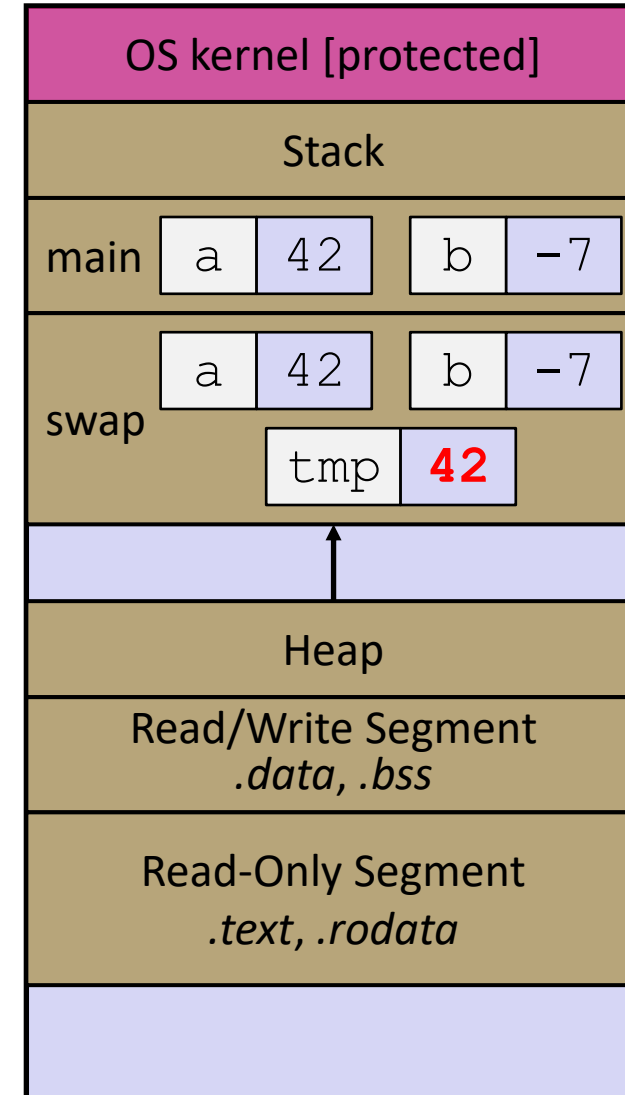 OS kernel [protected]
Stack
main a 42 b -7
a 42 b -7
swap
tmp 42
Heap
Read/Write Segment
.data, .bss
Read-Only Segment
.text, .rodata